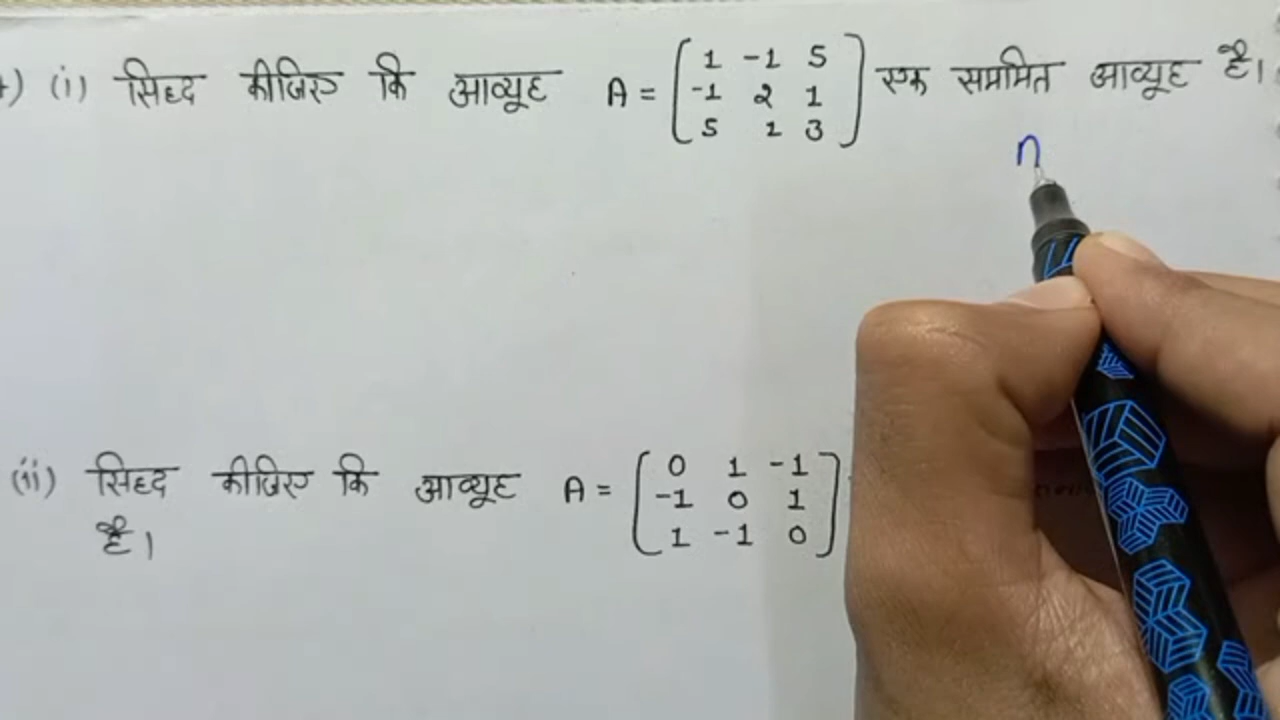 (i) सिद्ध कीजिए कि आव्यूह A = [1 -1 5 एक सममित आव्यूह है।
-1 2 1
5 1 3]
n
(ii) सिद्ध कीजिए कि आव्यूह A = [0 1 -1
-1 0 1
1 -1 0]
है।